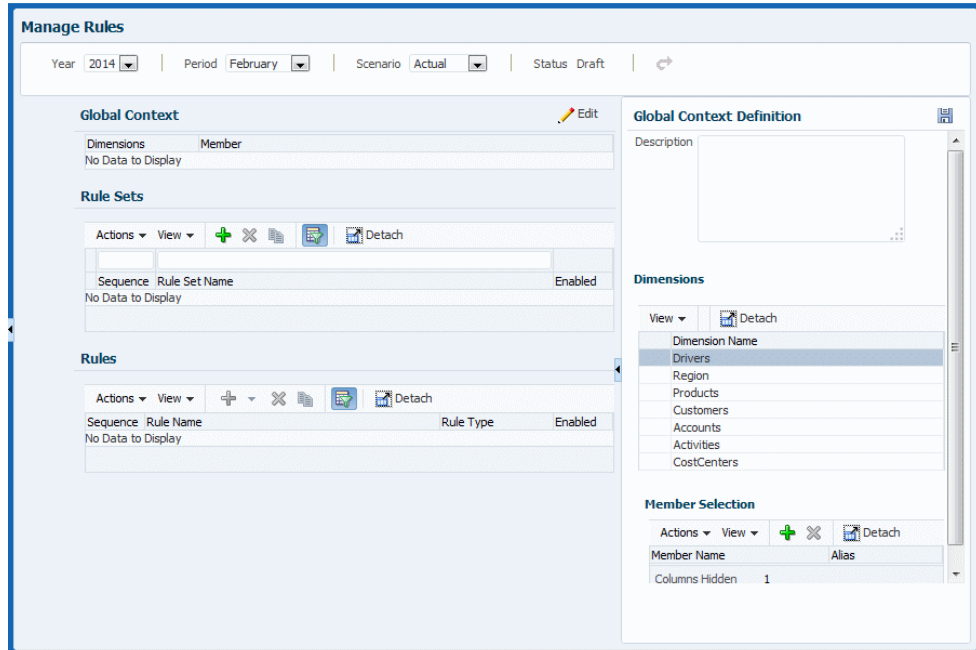 Manage Rules
Year 2014 Period February Scenario Actual Status Draft
Global Context Edit
Dimensions Member
No Data to Display
Rule Sets
Actions View Detach
Sequence Rule Set Name Enabled
No Data to Display
Rules
Actions View Detach
Sequence Rule Name Rule Type Enabled
No Data to Display
Global Context Definition
Description
Dimensions
View Detach
Dimension Name
Drivers
Region
Products
Customers
Accounts
Activities
CostCenters
Member Selection
Actions View Detach
Member Name Alias
Columns Hidden 1